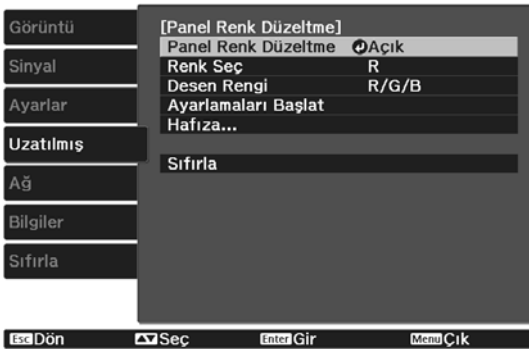 Görüntü
Sinyal
Ayarlar
Uzatılmış
Ağ
Bilgiler
Sıfırla
[Panel Renk Düzeltme]
Panel Renk Düzeltme Açık
Renk Seç R
Desen Rengi R/G/B
Ayarlamaları Başlat
Hafıza...
Sıfırla
Esc Dön Seç Enter Gir Menu Çık